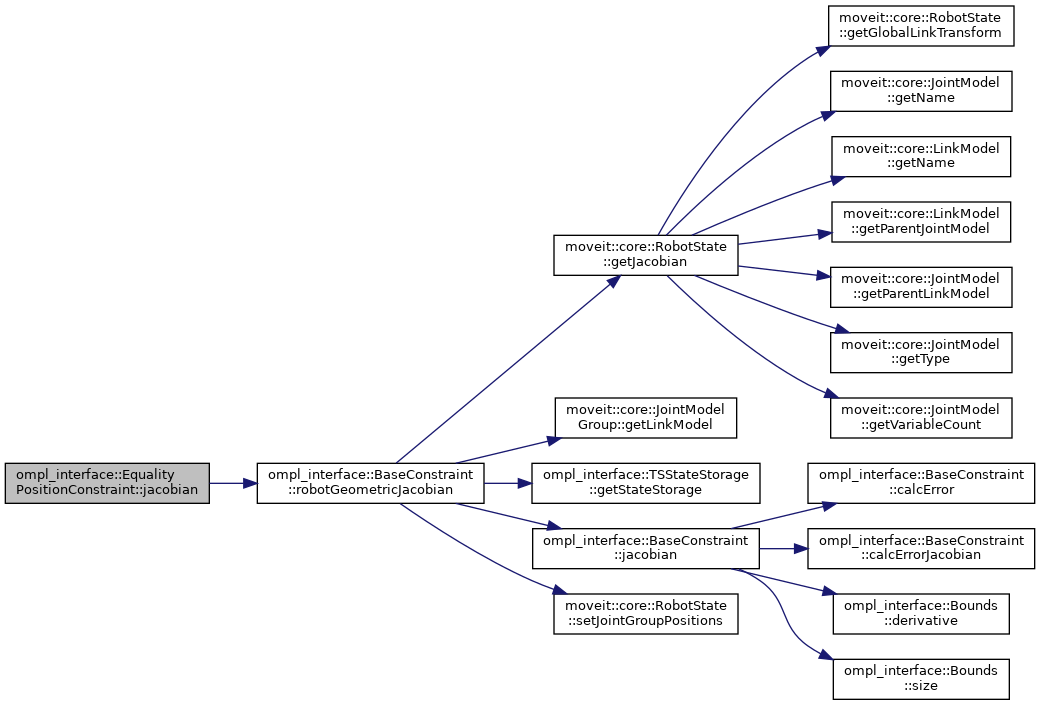 moveit::core::RobotState
::getGlobalLinkTransform
moveit::core::JointModel
::getName
moveit::core::LinkModel
::getName
moveit::core::LinkModel
::getParentJointModel
moveit::core::RobotState
::getJacobian
moveit::core::JointModel
::getParentLinkModel
moveit::core::JointModel
::getType
moveit::core::JointModel
::getVariableCount
moveit::core::JointModel
Group::getLinkModel
ompl_interface::Equality
PositionConstraint::jacobian
ompl_interface::BaseConstraint
::robotGeometricJacobian
ompl_interface::TSStateStorage
::getStateStorage
ompl_interface::BaseConstraint
::calcError
ompl_interface::BaseConstraint
::jacobian
ompl_interface::BaseConstraint
::calcErrorJacobian
moveit::core::RobotState
::setJointGroupPositions
ompl_interface::Bounds
::derivative
ompl_interface::Bounds
::size